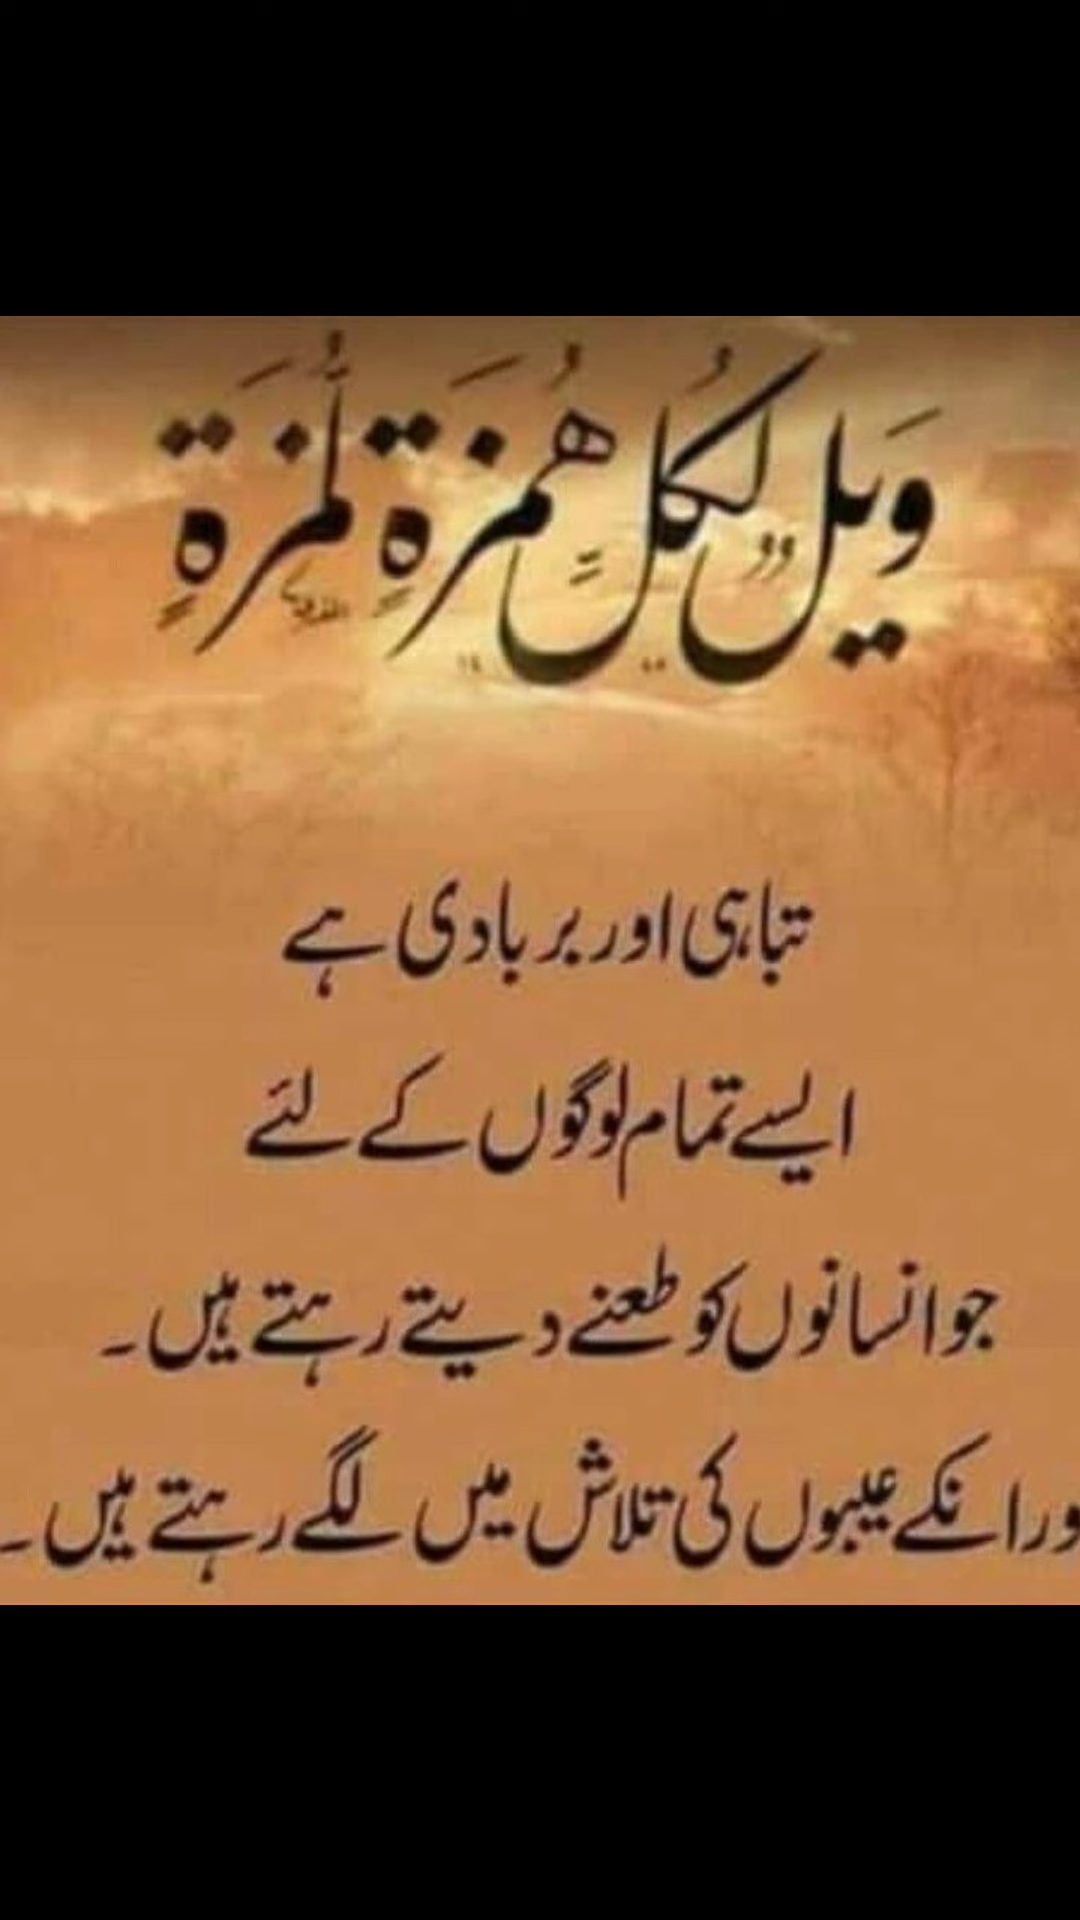 وَيْلٌ لِكُلِّ هُمَزَةٍ لُمَزَةٍ
تباہی اور بربادی ہے
ایسے تمام لوگوں کے لئے
جو انسانوں کو طعنے دیتے رہتے ہیں۔
ور انکے عیبوں کی تلاش میں لگے رہتے ہیں۔